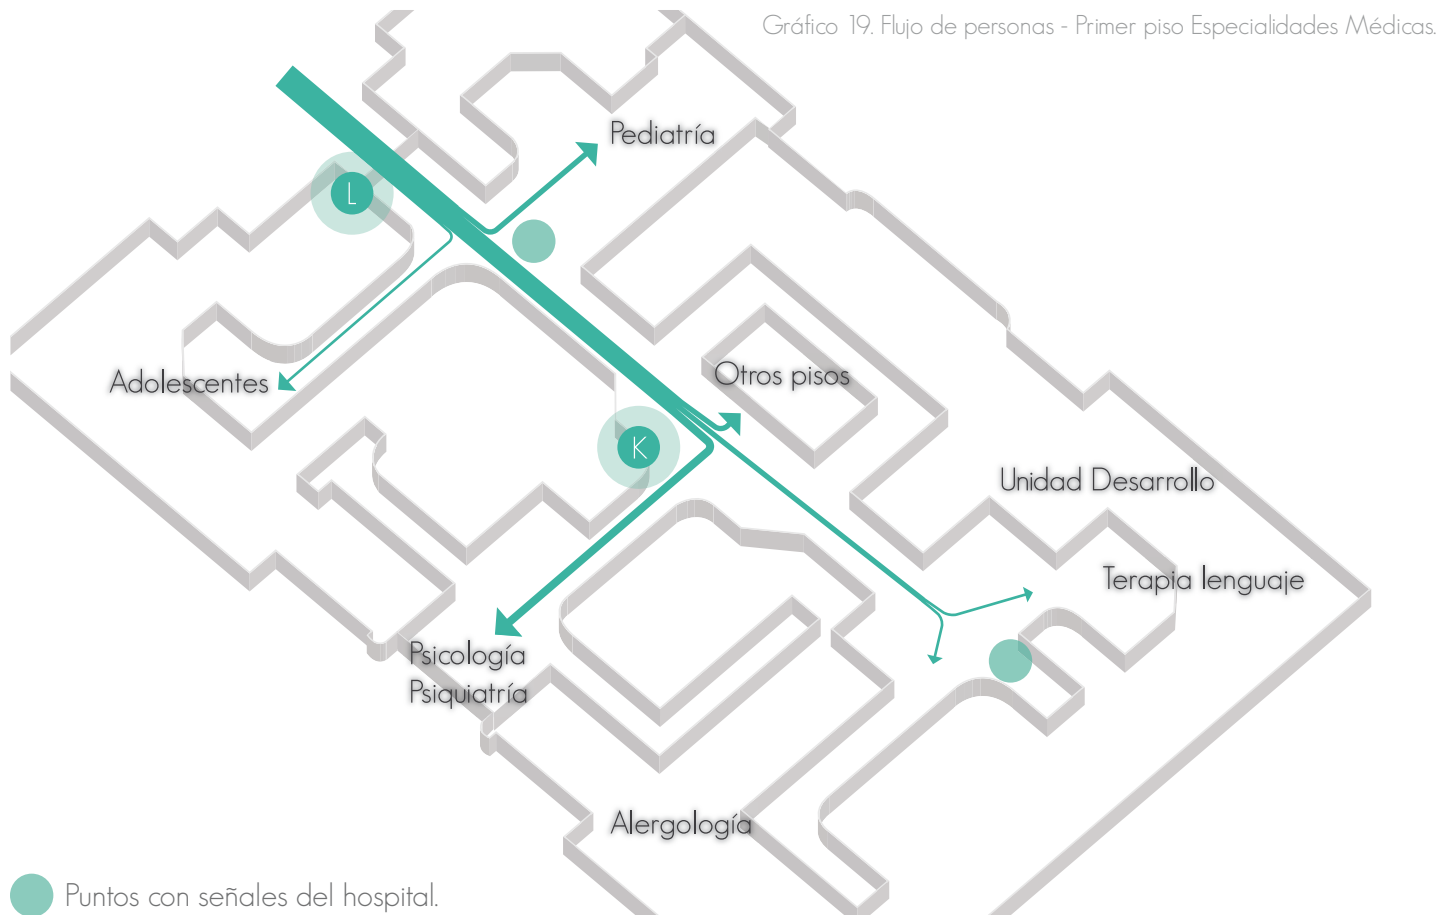 Gráfico 19. Flujo de personas - Primer piso Especialidades Médicas.
Pediatría
L
Adolescentes
Otros pisos
K
Unidad Desarrollo
Terapia lenguaje
Psicología
Psiquiatría
Alergología
Puntos con señales del hospital.